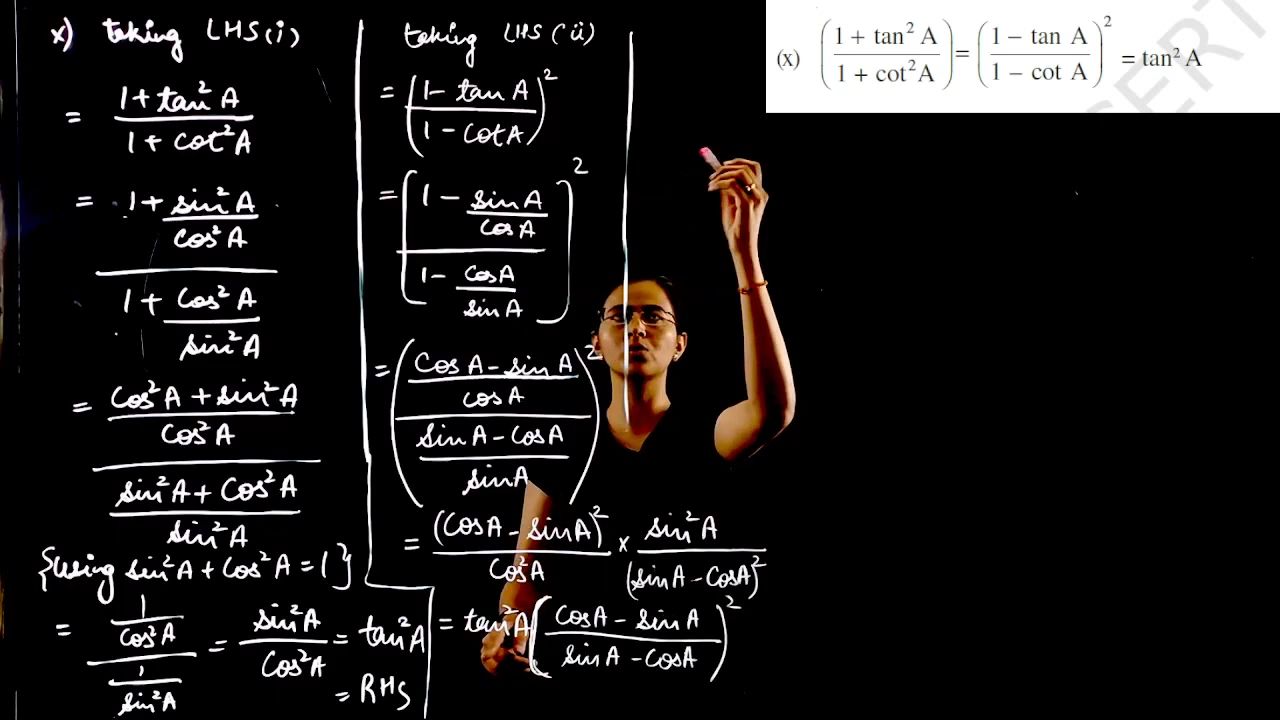 x) taking LHS(i)
= (1 + tan²A)/(1 + cot²A)
= (1 + sin²A/cos²A)/(1 + cos²A/sin²A)
= ((cos²A + sin²A)/cos²A)/((sin²A + cos²A)/sin²A)
{using sin²A + cos²A = 1}
= (1/cos²A)/(1/sin²A) = sin²A/cos²A = tan²A
= RHS
taking LHS (ii)
= ((1 - tan A)/(1 - cot A))²
= [(1 - sin A/cos A)/(1 - cos A/sin A)]²
= (((cos A - sin A)/cos A)/((sin A - cos A)/sin A))²
= (cos A - sin A)²/cos²A × sin²A/(sin A - cos A)²
= tan²A ((cos A - sin A)/(sin A - cos A))²
(x) ((1 + tan² A)/(1 + cot² A)) = ((1 − tan A)/(1 − cot A))² = tan² A